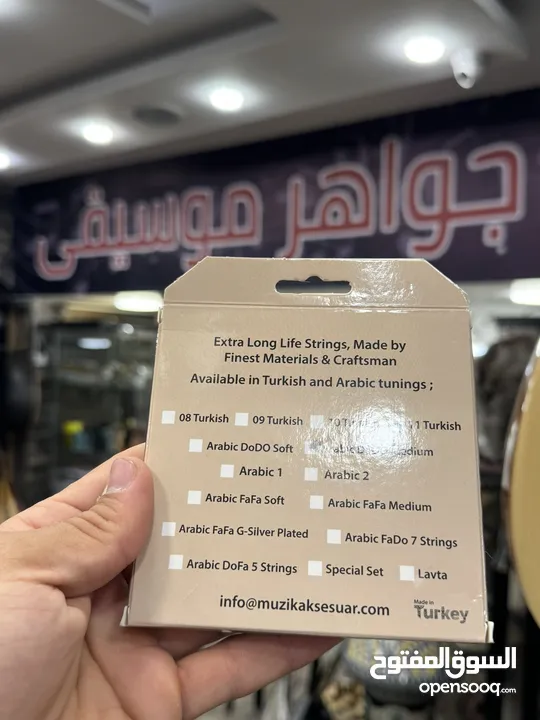 جواهر موسيقى
Extra Long Life Strings, Made by
Finest Materials & Craftsman
Available in Turkish and Arabic tunings ;
08 Turkish 09 Turkish 10 1 Turkish
Arabic DoDO Soft Medium
Arabic 1 Arabic 2
Arabic FaFa Soft Arabic FaFa Medium
Arabic FaFa G-Silver Plated Arabic FaDo 7 Strings
Arabic DoFa 5 Strings Special Set Lavta
info@muzikaksesuar.com
Made in
Turkey
السوق المفتوح
opensooq.com